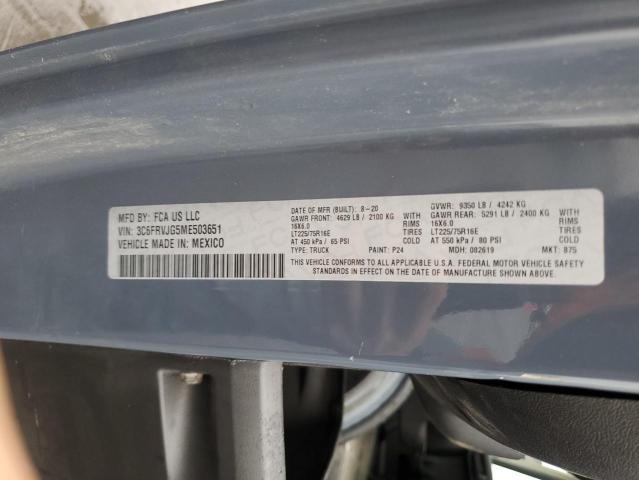 MFD BY: FCA US LLC
VIN: 3C6FRVJG5ME503651
VEHICLE MADE IN: MEXICO
DATE OF MFR (BUILT): 8-20
GAWR FRONT: 4629 LB / 2100 KG
16X6.0
LT225/75R16E
AT 450 kPa / 65 PSI
TYPE: TRUCK
WITH
RIMS
TIRES
PAINT: P24
GVWR: 9350 LB / 4242 KG
GAWR REAR: 5291 LB / 2400 KG
16X6.0
LT225/75R16E
AT 550 kPa / 80 PSI
MDH: 082619
WITH
RIMS
TIRES
MKT: 875
THIS VEHICLE CONFORMS TO ALL APPLICABLE U.S.A. FEDERAL MOTOR VEHICLE SAFETY
STANDARDS IN EFFECT ON THE DATE OF MANUFACTURE SHOWN ABOVE.